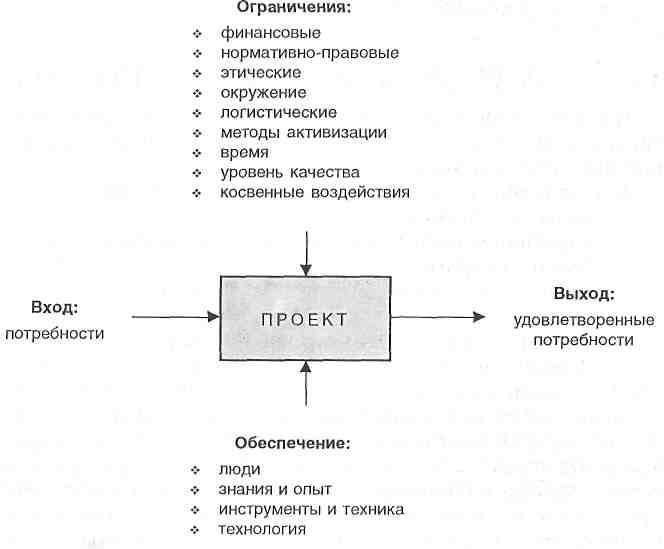 Ограничения:
финансовые
нормативно-правовые
этические
окружение
логистические
методы активизации
время
уровень качества
косвенные воздействия
Вход:
потребности
ПРОЕКТ
Выход:
удовлетворенные
потребности
Обеспечение:
люди
знания и опыт
инструменты и техника
технология